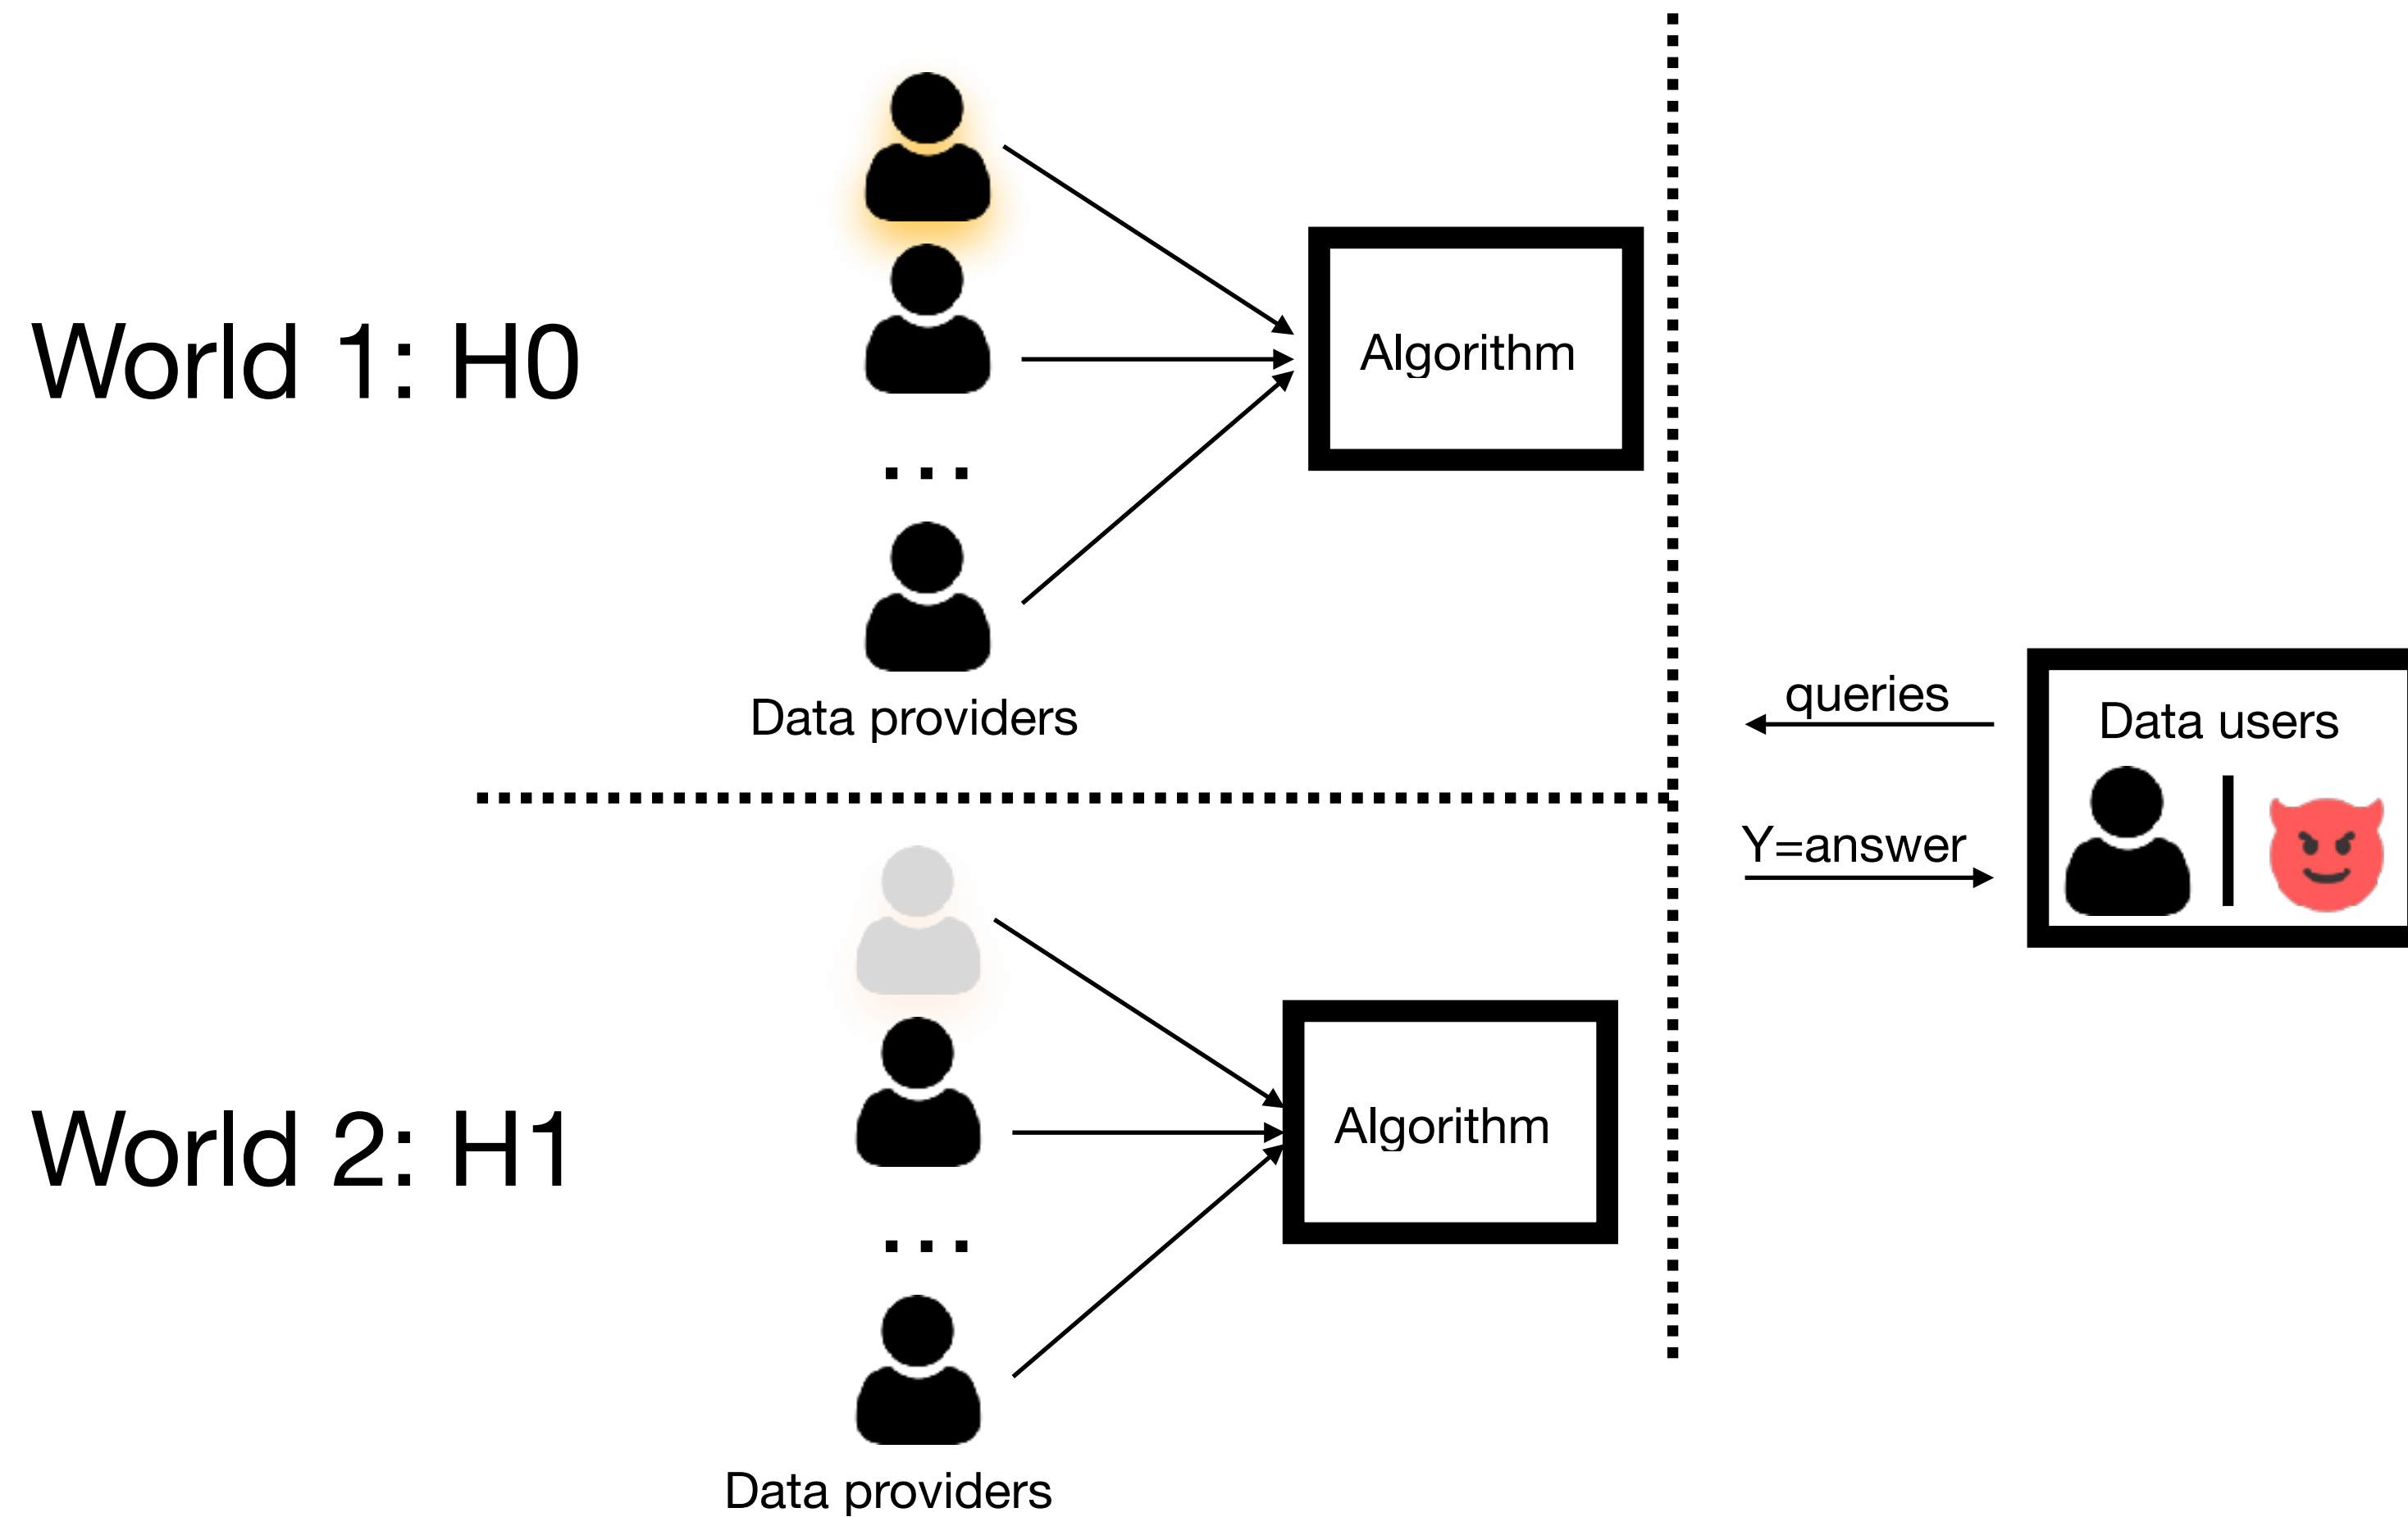 World 1: H0
Algorithm
...
Data providers
queries
Data users
Y=answer
World 2: H1
Algorithm
...
Data providers